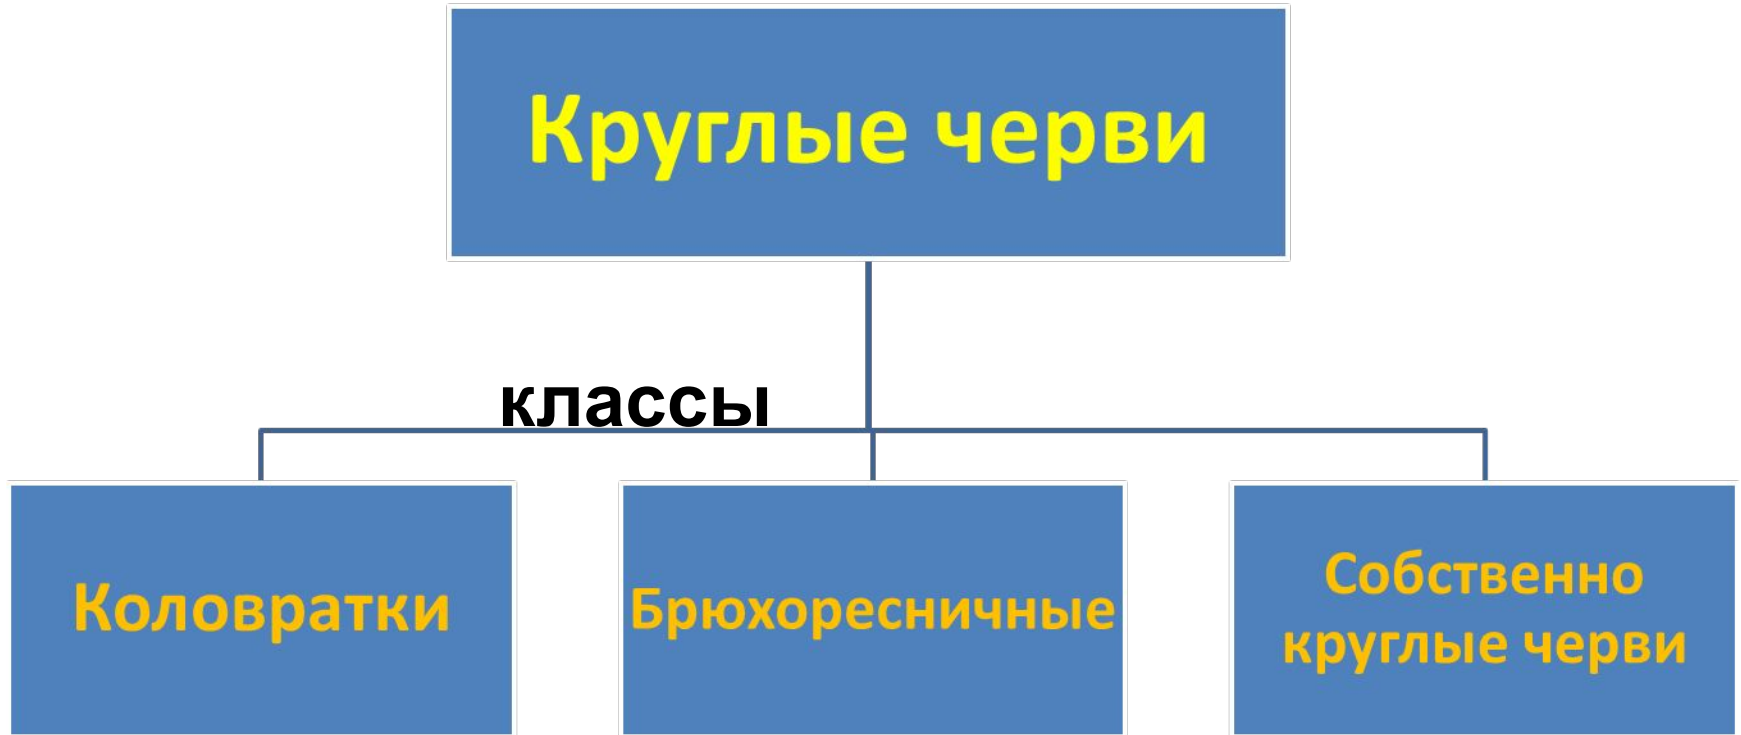 Круглые черви
классы
Коловратки
Брюхоресничные
Собственно
круглые черви